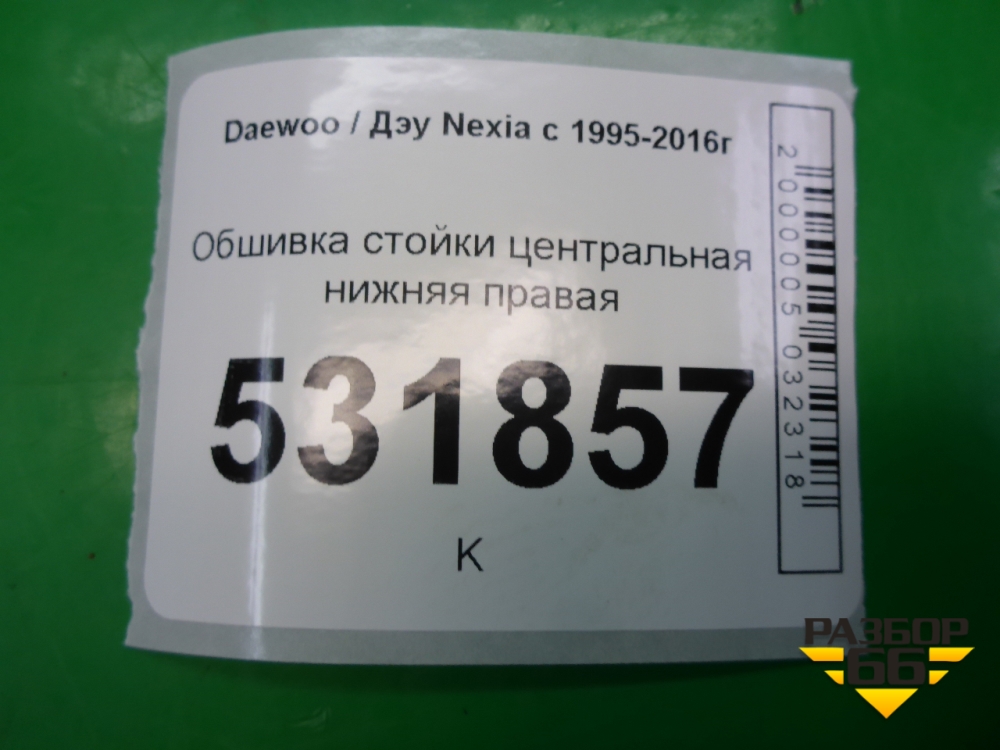 Daewoo / Дэу Nexia с 1995-2016г
Обшивка стойки центральная
нижняя правая
531857
К
2000005032318
РАЗБОР
66